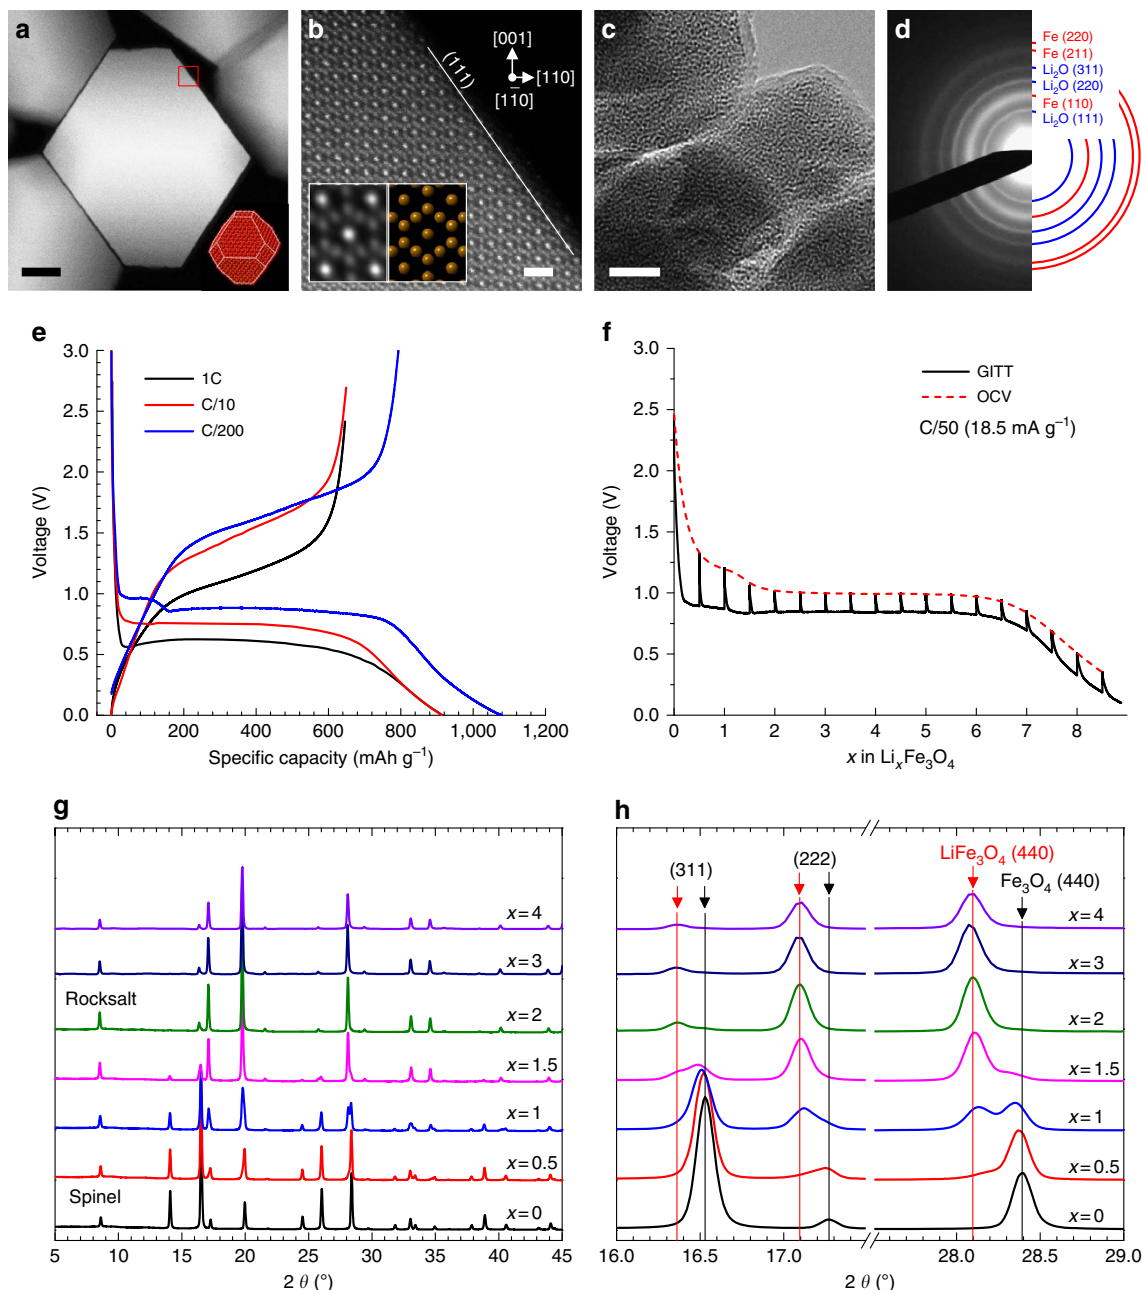 a
b
[001]
[110]
[1̄10]
(111)
c
d
Fe (220)
Fe (211)
Li₂O (311)
Li₂O (220)
Fe (110)
Li₂O (111)
e
3.0
2.5
2.0
1.5
1.0
0.5
0.0
Voltage (V)
1C
C/10
C/200
0 200 400 600 800 1,000 1,200
Specific capacity (mAh g⁻¹)
f
3.0
2.5
2.0
1.5
1.0
0.5
0.0
Voltage (V)
GITT
OCV
C/50 (18.5 mA g⁻¹)
0 1 2 3 4 5 6 7 8
x in LiₓFe₃O₄
g
x=4
x=3
Rocksalt
x=2
x=1.5
x=1
x=0.5
Spinel
x=0
5 10 15 20 25 30 35 40 45
2 θ (°)
h
(311)
(222)
LiFe₃O₄ (440)
Fe₃O₄ (440)
x=4
x=3
x=2
x=1.5
x=1
x=0.5
x=0
16.0 16.5 17.0 28.0 28.5 29.0
2 θ (°)